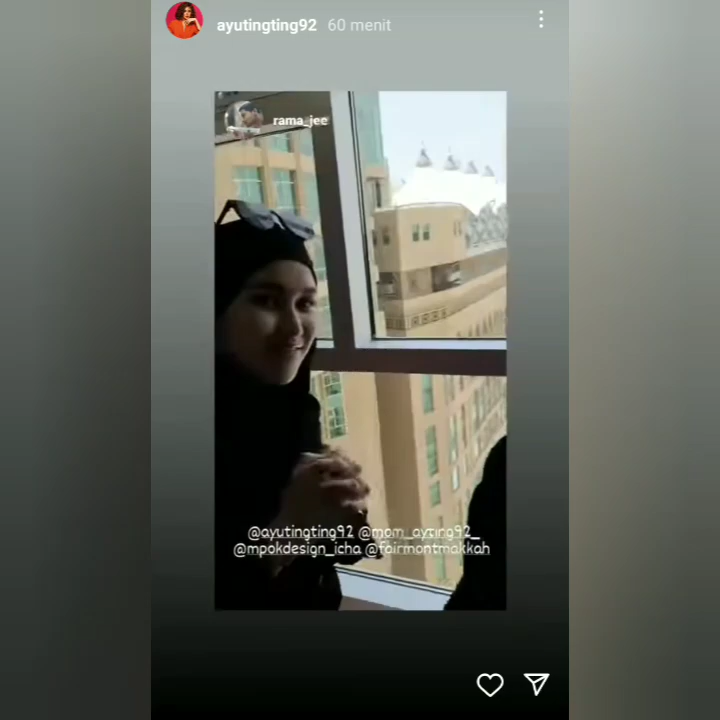 ayutingting92 60 menit
rama_jee
@ayutingting92 @mom_ayting92_
@mpokdesign_icha @fairmontmakkah